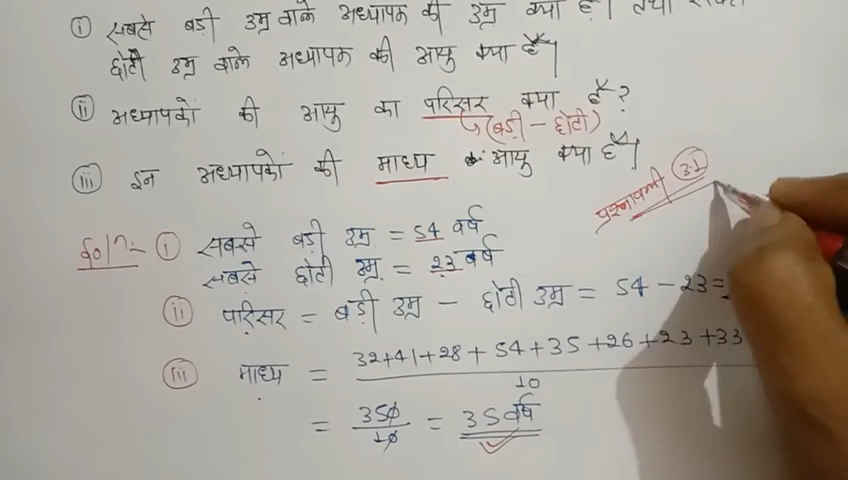 (i) सबसे बड़ी उम्र वाले अध्यापक की उम्र क्या है। तथा सबसे
छोटी उम्र वाले अध्यापक की आयु क्या है।
(ii) अध्यापकों की आयु का परिसर क्या है?
(बड़ी - छोटी)
(iii) इन अध्यापकों की माध्य आयु क्या है।
प्रश्नावली 3.1
Sol?:- (i) सबसे बड़ी उम्र = 54 वर्ष
सबसे छोटी उम्र = 23 वर्ष
(ii) परिसर = बड़ी उम्र - छोटी उम्र = 54 - 23 =
(iii) माध्य = 32+41+28+54+35+26+23+33
10
= 350/10 = 35 वर्ष